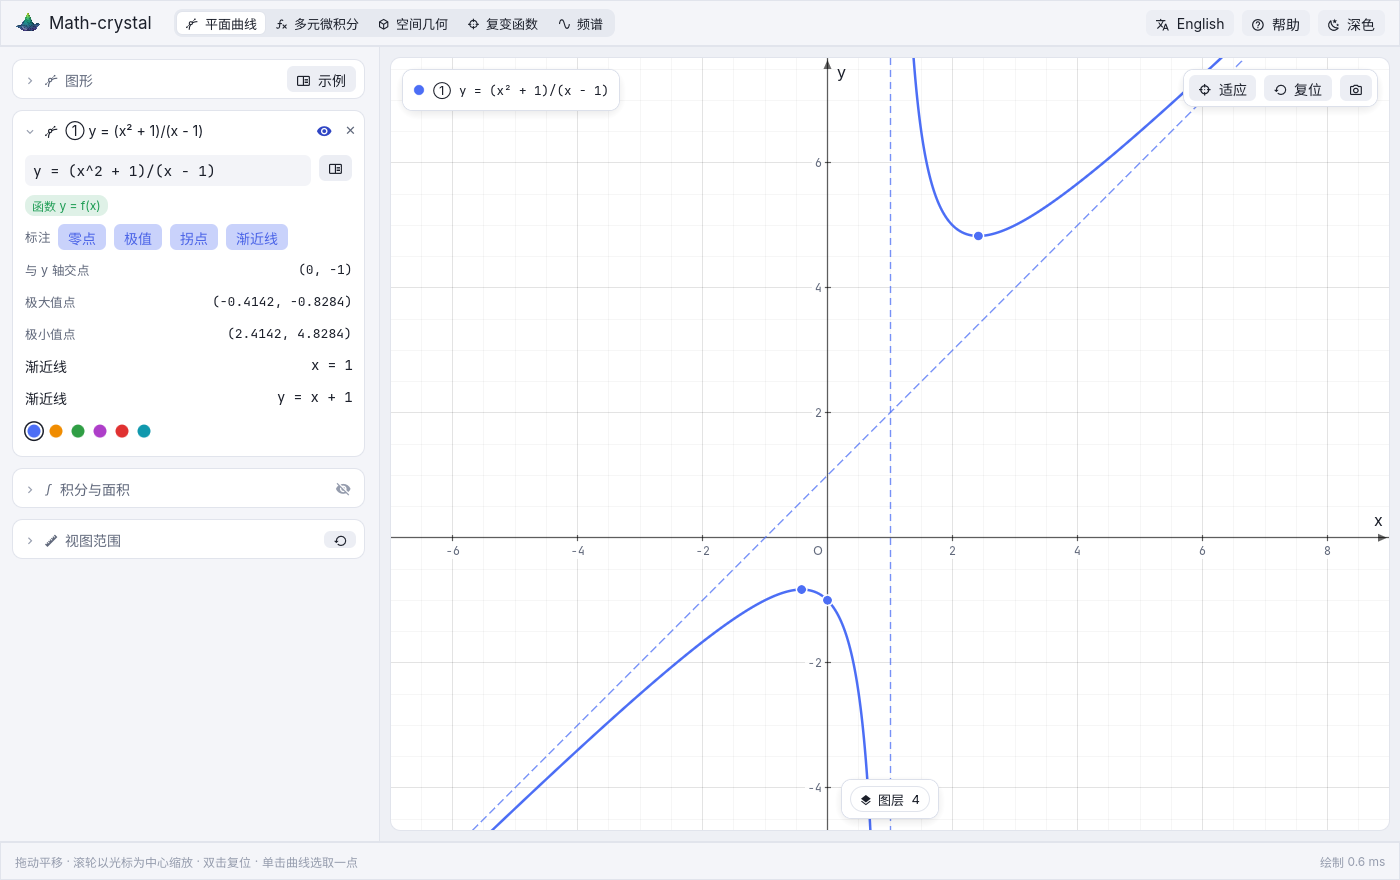 Math-crystal 平面曲线 多元微积分 空间几何 复变函数 频谱 English 帮助 深色
图形 示例
① y = (x² + 1)/(x - 1)
y = (x^2 + 1)/(x - 1)
函数 y = f(x)
标注 零点 极值 拐点 渐近线
与 y 轴交点 (0, -1)
极大值点 (-0.4142, -0.8284)
极小值点 (2.4142, 4.8284)
渐近线 x = 1
渐近线 y = x + 1
∫ 积分与面积
视图范围
① y = (x² + 1)/(x - 1)
适应 复位
y
6
4
2
x
-6 -4 -2 O 2 4 6 8
-2
-4
图层 4
拖动平移 · 滚轮以光标为中心缩放 · 双击复位 · 单击曲线选取一点 绘制 0.6 ms